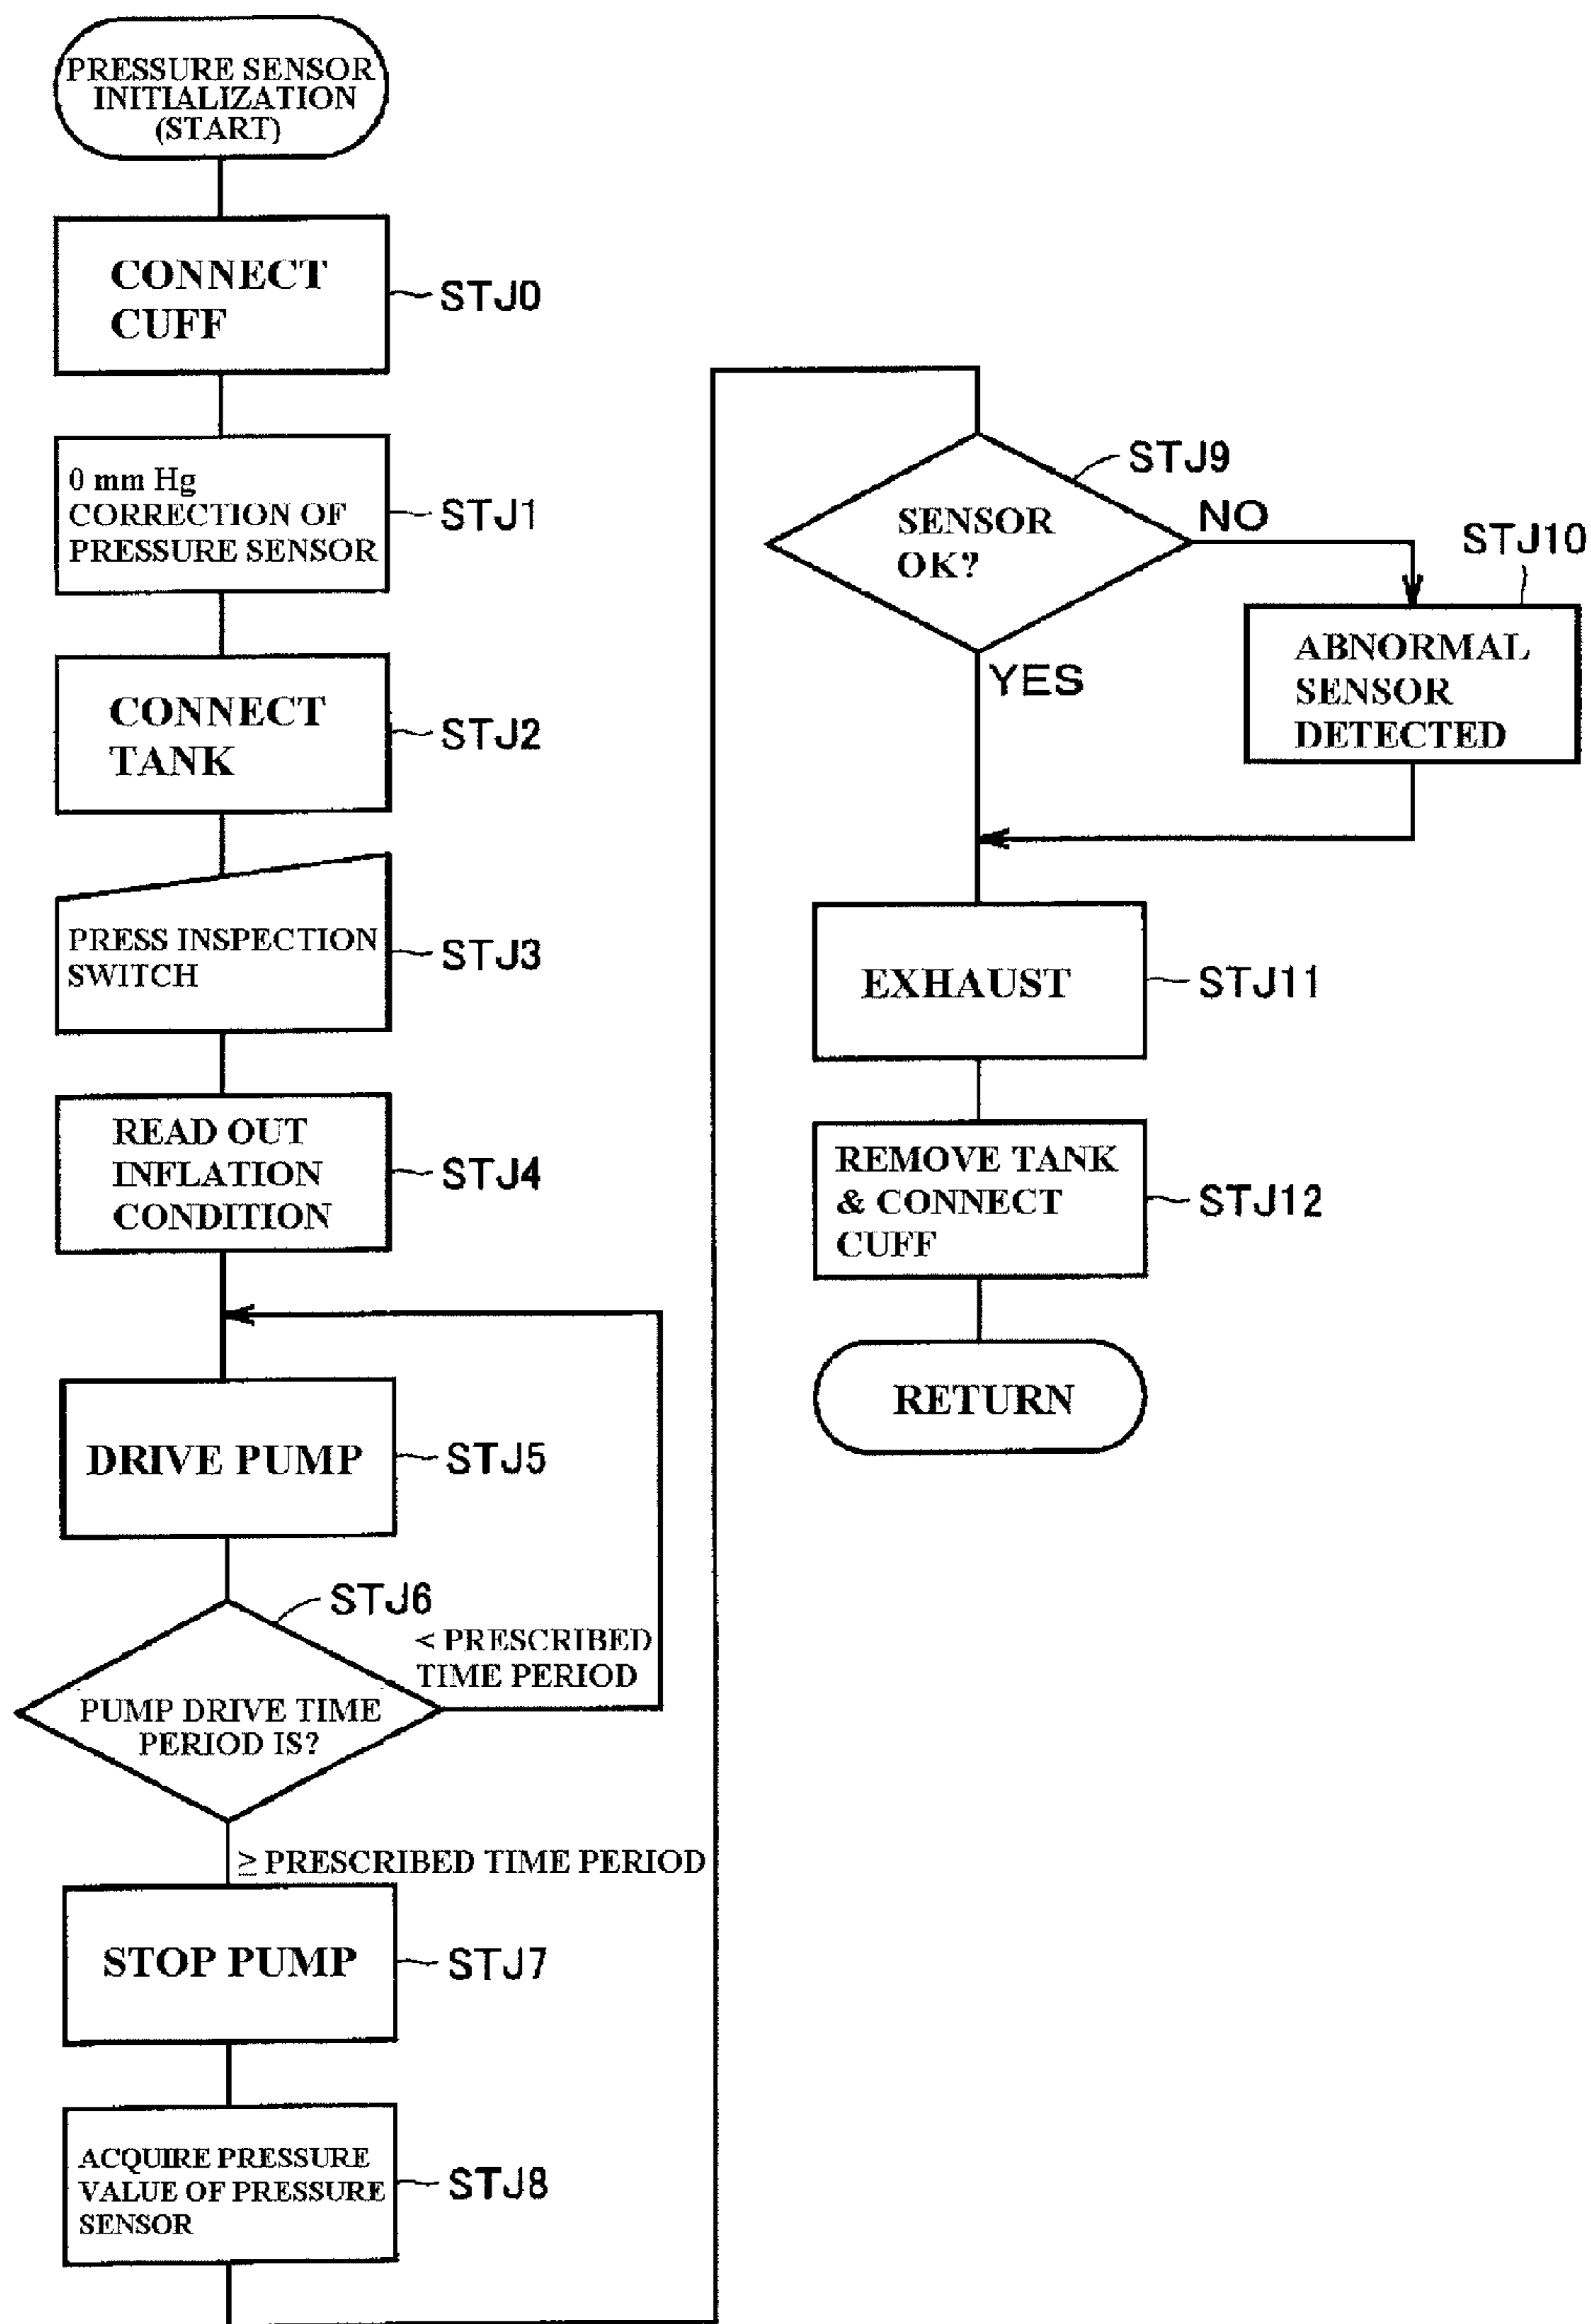 PRESSURE SENSOR
INITIALIZATION
(START)
CONNECT
CUFF
STJ0
0 mm Hg
CORRECTION OF
PRESSURE SENSOR
STJ1
CONNECT
TANK
STJ2
PRESS INSPECTION
SWITCH
STJ3
READ OUT
INFLATION
CONDITION
STJ4
DRIVE PUMP
STJ5
STJ6
< PRESCRIBED
TIME PERIOD
PUMP DRIVE TIME
PERIOD IS?
≥ PRESCRIBED TIME PERIOD
STOP PUMP
STJ7
ACQUIRE PRESSURE
VALUE OF PRESSURE
SENSOR
STJ8
STJ9
SENSOR
OK?
NO
YES
STJ10
ABNORMAL
SENSOR
DETECTED
EXHAUST
STJ11
REMOVE TANK
& CONNECT
CUFF
STJ12
RETURN